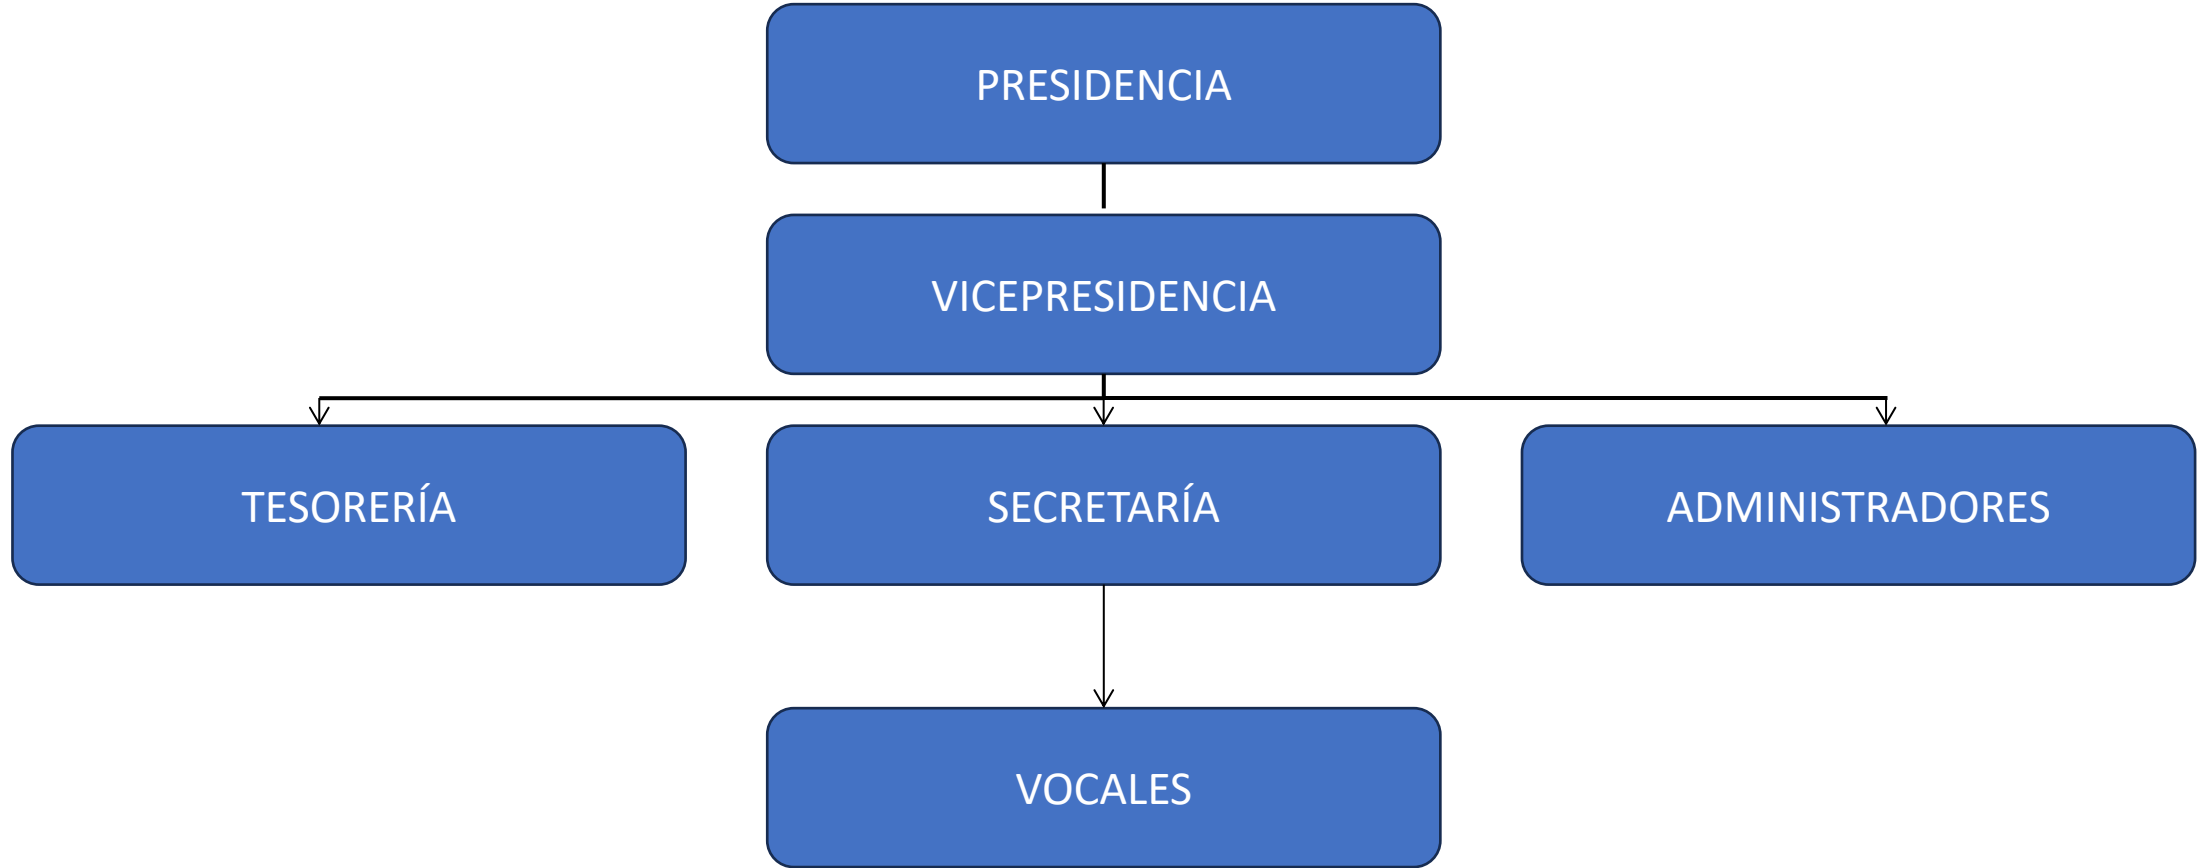 PRESIDENCIA
VICEPRESIDENCIA
TESORERÍA
SECRETARÍA
ADMINISTRADORES
VOCALES